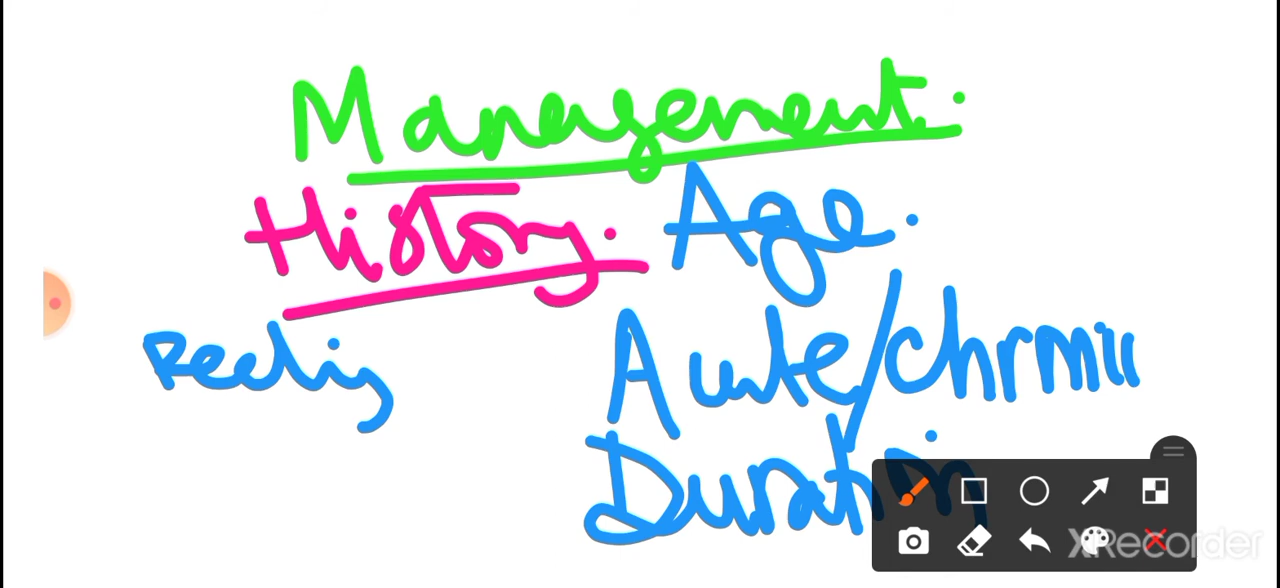 Management.
History. Age.
Acute/chronic
Duration
XRecorder